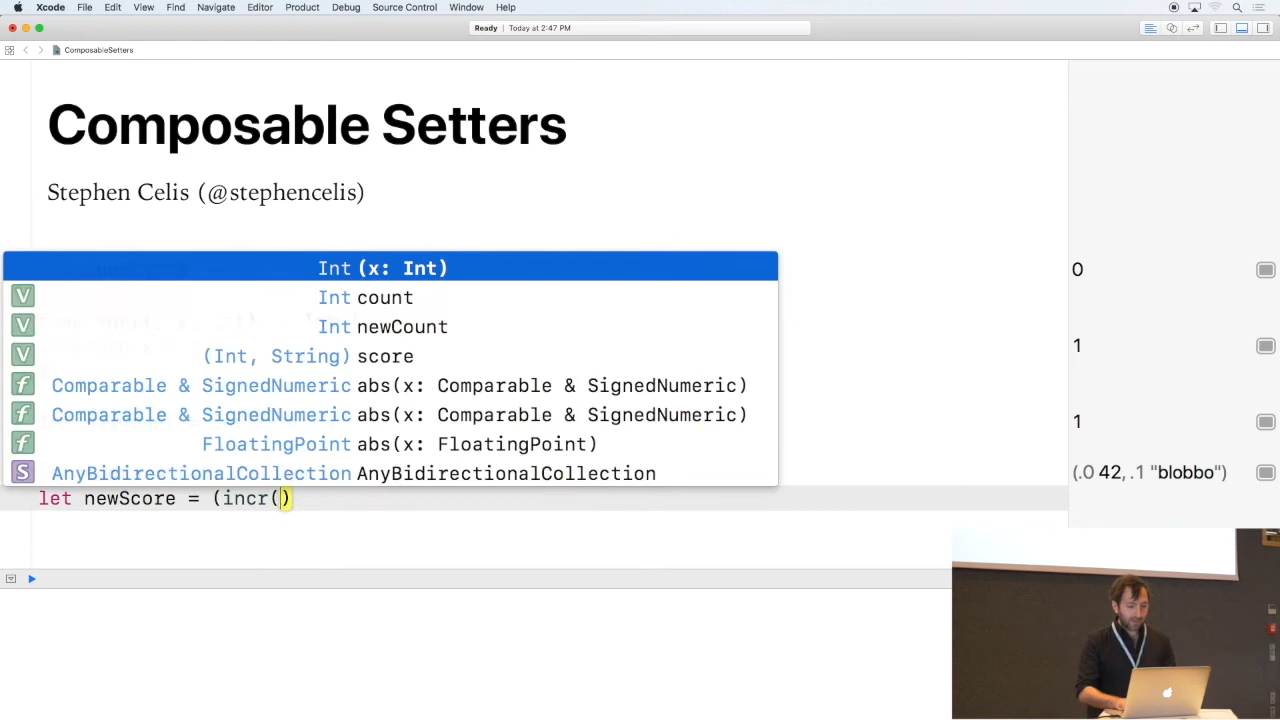 Xcode File Edit View Find Navigate Editor Product Debug Source Control Window Help
Ready | Today at 2:47 PM
ComposableSetters
Composable Setters
Stephen Celis (@stephencelis)
Int (x: Int)
0
V Int count
V Int newCount
1
V (Int, String) score
f Comparable & SignedNumeric abs(x: Comparable & SignedNumeric)
f Comparable & SignedNumeric abs(x: Comparable & SignedNumeric)
1
f FloatingPoint abs(x: FloatingPoint)
S AnyBidirectionalCollection AnyBidirectionalCollection
(.0 42, .1 "blobbo")
let newScore = (incr()